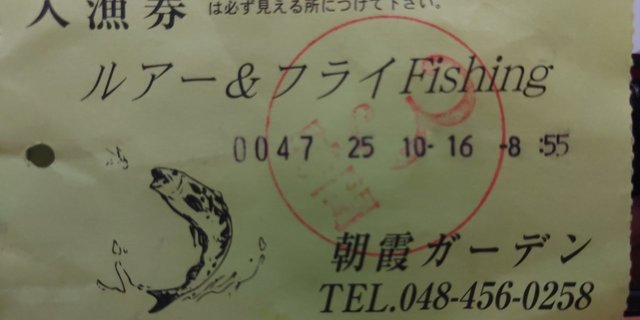 入漁券 は必ず見える所につけて下さい。
ルアー&フライFishing
0047 25 10-16 -8:55
朝霞ガーデン
TEL.048-456-0258